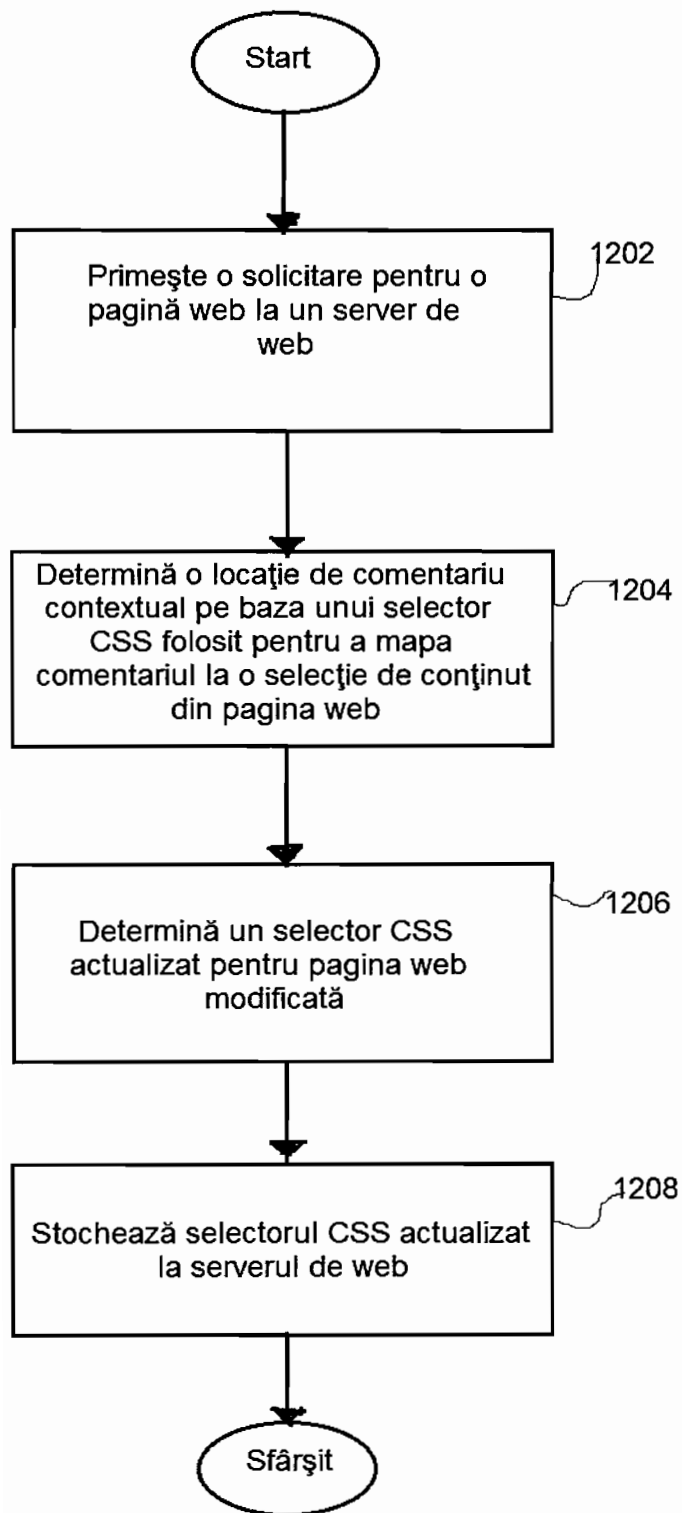 Start
Primeşte o solicitare pentru o
pagină web la un server de
web
1202
Determină o locaţie de comentariu
contextual pe baza unui selector
CSS folosit pentru a mapa
comentariul la o selecţie de conţinut
din pagina web
1204
Determină un selector CSS
actualizat pentru pagina web
modificată
1206
Stochează selectorul CSS actualizat
la serverul de web
1208
Sfârşit